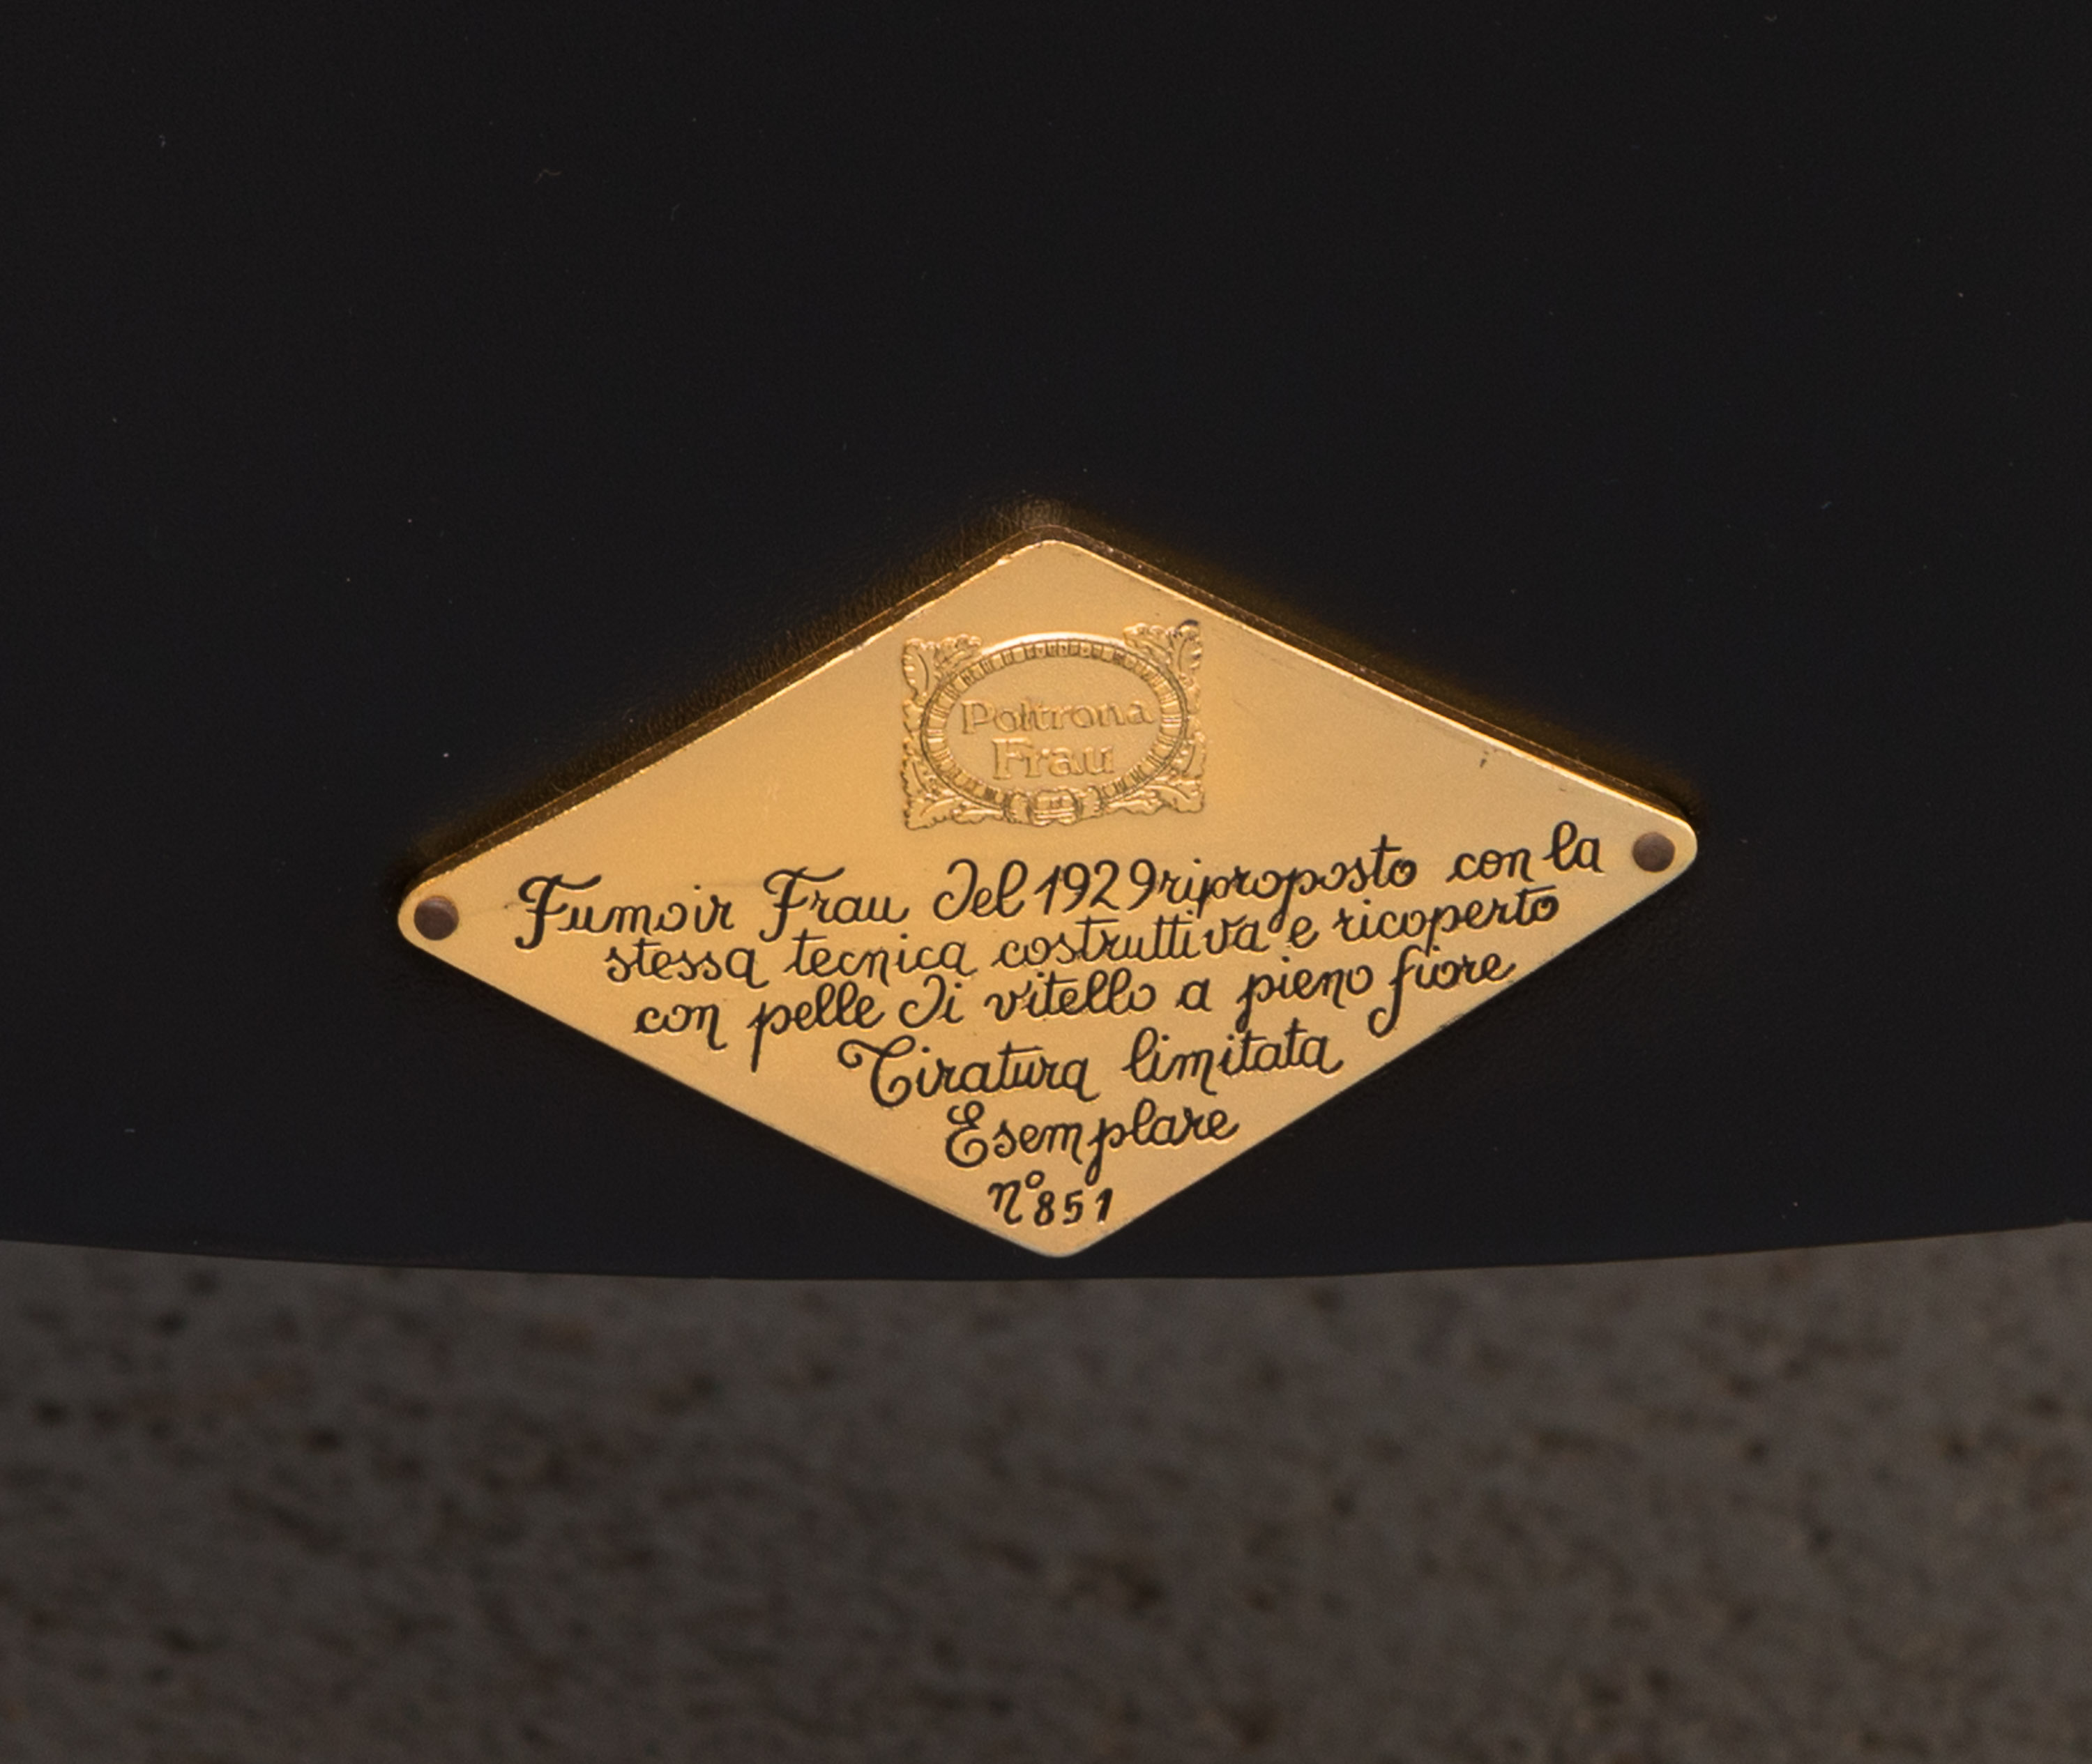 Poltrona
Frau
Fumoir Frau del 1929 riproposto con la
stessa tecnica costruttiva e ricoperto
con pelle di vitello a pieno fiore
Tiratura limitata
Esemplare
n° 851